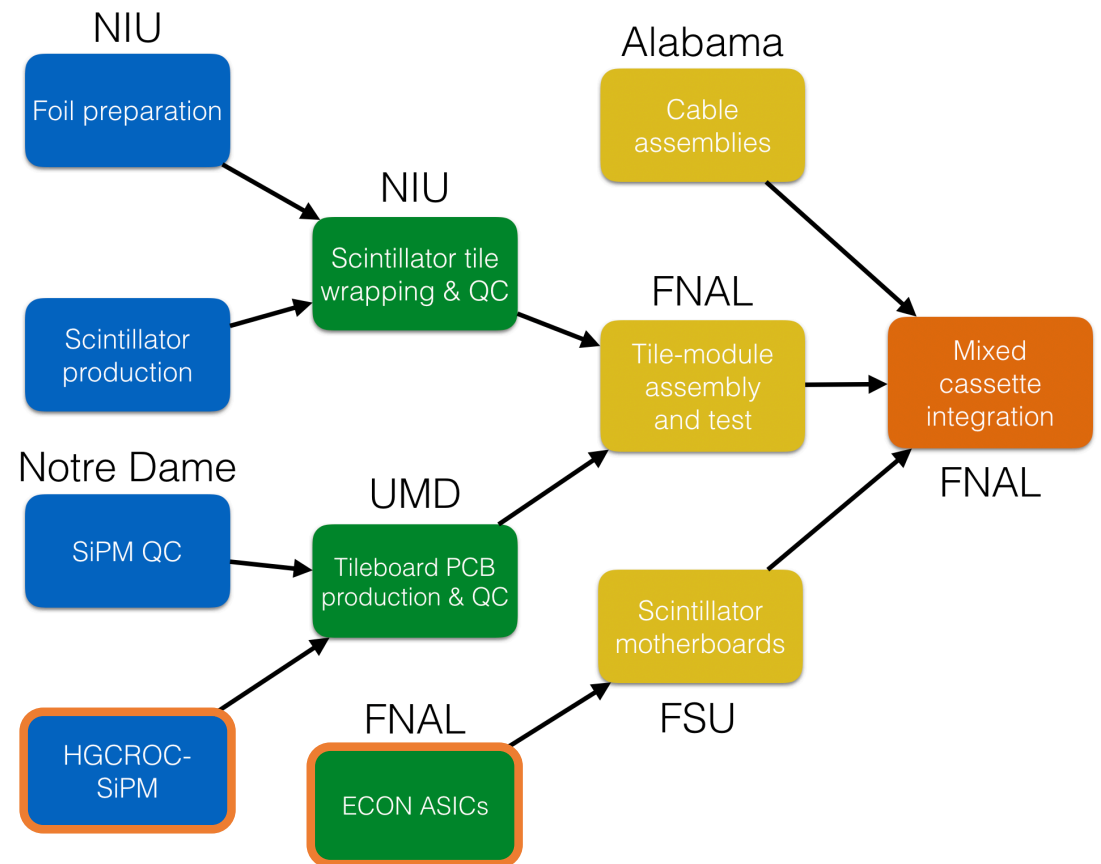 NIU
Foil preparation
Alabama
Cable
assemblies
NIU
Scintillator tile
wrapping & QC
Scintillator
production
FNAL
Tile-module
assembly
and test
Mixed
cassette
integration
FNAL
Notre Dame
SiPM QC
UMD
Tileboard PCB
production & QC
Scintillator
motherboards
FSU
HGCROC-
SiPM
FNAL
ECON ASICs